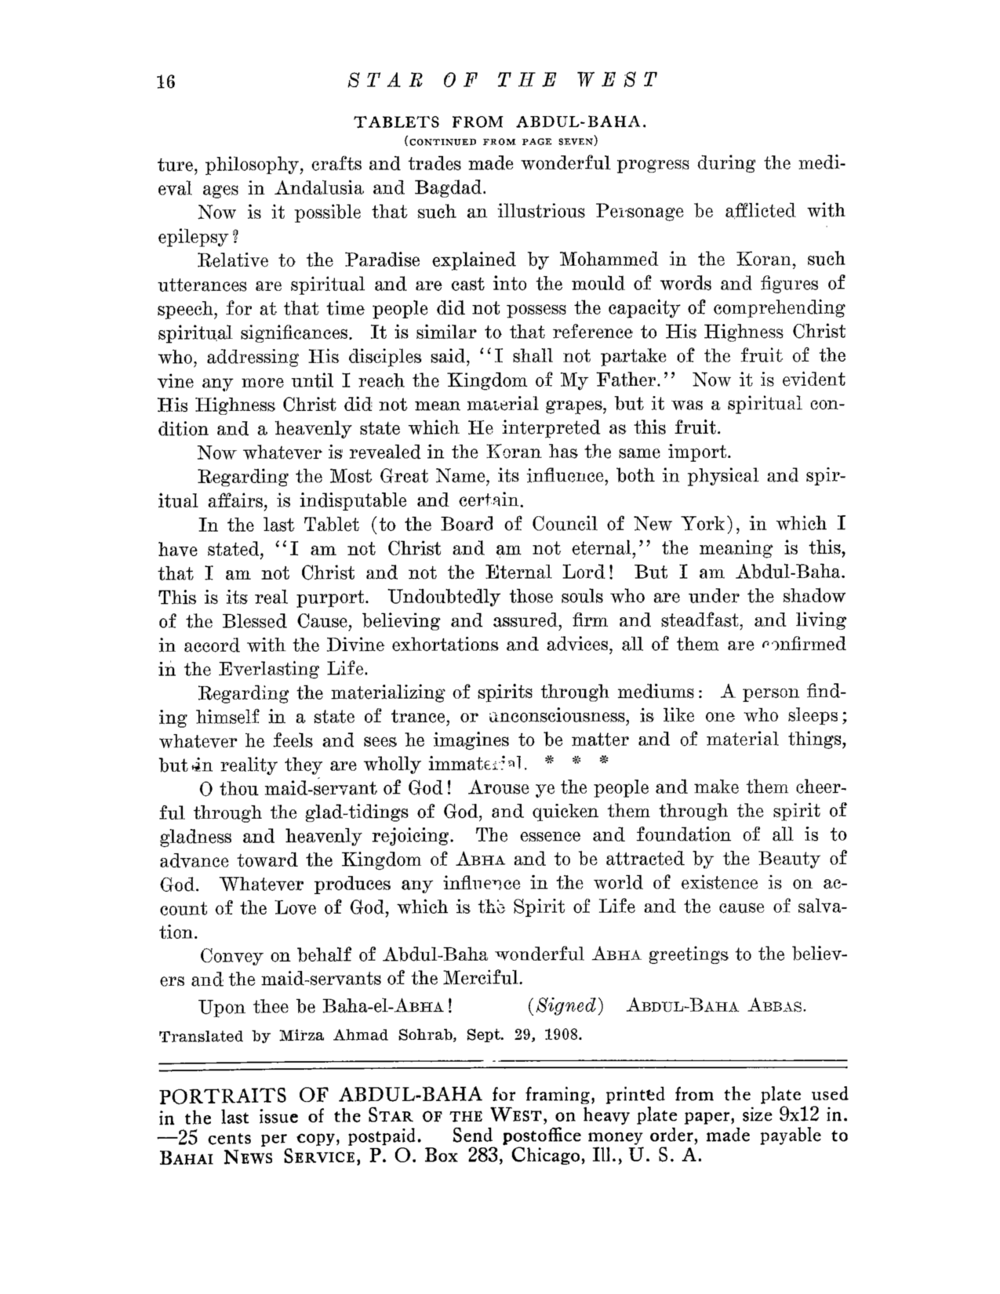 16 STAR OF THE WEST
TABLETS FROM ABDUL-BAHA.
(CONTINUED FROM PAGE SEVEN)
ture, philosophy, crafts and trades made wonderful progress during the medi-
eval ages in Andalusia and Bagdad.
Now is it possible that such an illustrious Personage be afflicted with
epilepsy?
Relative to the Paradise explained by Mohammed in the Koran, such
utterances are spiritual and are cast into the mould of words and figures of
speech, for at that time people did not possess the capacity of comprehending
spiritual significances. It is similar to that reference to His Highness Christ
who, addressing His disciples said, “I shall not partake of the fruit of the
vine any more until I reach the Kingdom of My Father.” Now it is evident
His Highness Christ did not mean material grapes, but it was a spiritual con-
dition and a heavenly state which He interpreted as this fruit.
Now whatever is revealed in the Koran has the same import.
Regarding the Most Great Name, its influence, both in physical and spir-
itual affairs, is indisputable and certain.
In the last Tablet (to the Board of Council of New York), in which I
have stated, “I am not Christ and am not eternal,” the meaning is this,
that I am not Christ and not the Eternal Lord! But I am Abdul-Baha.
This is its real purport. Undoubtedly those souls who are under the shadow
of the Blessed Cause, believing and assured, firm and steadfast, and living
in accord with the Divine exhortations and advices, all of them are confirmed
in the Everlasting Life.
Regarding the materializing of spirits through mediums: A person find-
ing himself in a state of trance, or unconsciousness, is like one who sleeps;
whatever he feels and sees he imagines to be matter and of material things,
but in reality they are wholly immaterial. * * *
O thou maid-servant of God! Arouse ye the people and make them cheer-
ful through the glad-tidings of God, and quicken them through the spirit of
gladness and heavenly rejoicing. The essence and foundation of all is to
advance toward the Kingdom of ABHA and to be attracted by the Beauty of
God. Whatever produces any influence in the world of existence is on ac-
count of the Love of God, which is the Spirit of Life and the cause of salva-
tion.
Convey on behalf of Abdul-Baha wonderful ABHA greetings to the believ-
ers and the maid-servants of the Merciful.
Upon thee be Baha-el-ABHA! (Signed) ABDUL-BAHA ABBAS.
Translated by Mirza Ahmad Sohrab, Sept. 29, 1908.
PORTRAITS OF ABDUL-BAHA for framing, printed from the plate used
in the last issue of the STAR OF THE WEST, on heavy plate paper, size 9x12 in.
—25 cents per copy, postpaid. Send postoffice money order, made payable to
BAHAI NEWS SERVICE, P. O. Box 283, Chicago, Ill., U. S. A.